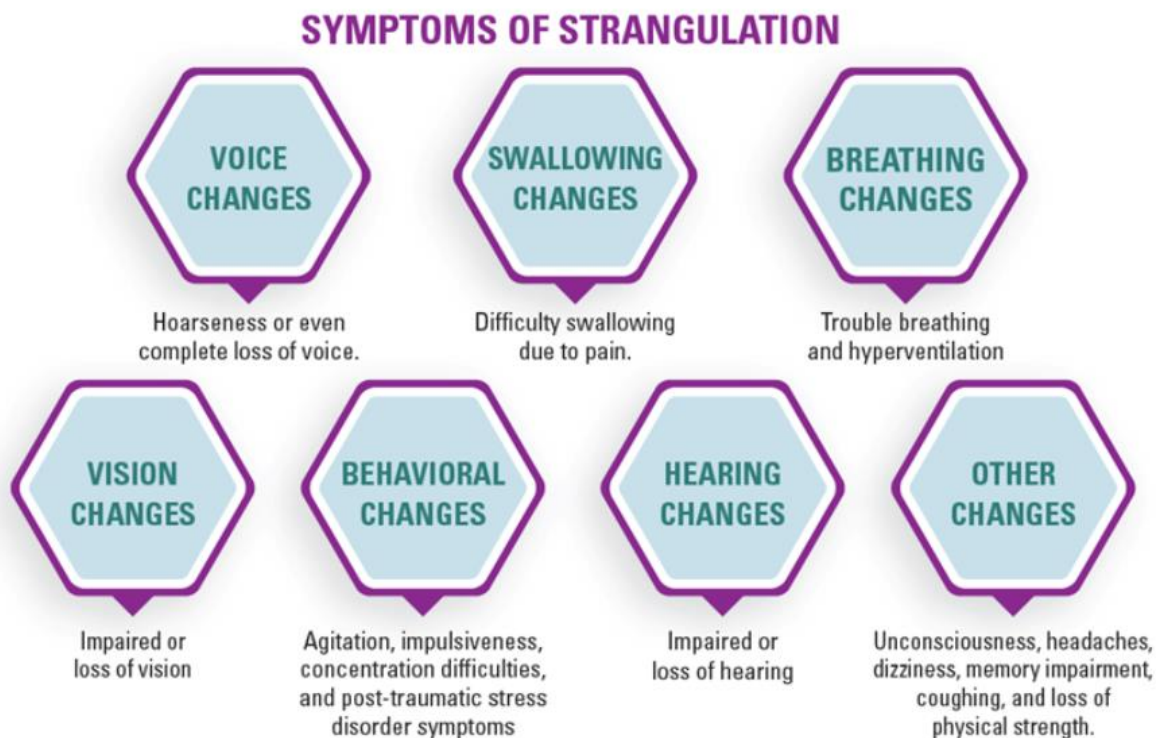 SYMPTOMS OF STRANGULATION
VOICE
CHANGES
Hoarseness or even
complete loss of voice.
SWALLOWING
CHANGES
Difficulty swallowing
due to pain.
BREATHING
CHANGES
Trouble breathing
and hyperventilation
VISION
CHANGES
Impaired or
loss of vision
BEHAVIORAL
CHANGES
Agitation, impulsiveness,
concentration difficulties,
and post-traumatic stress
disorder symptoms
HEARING
CHANGES
Impaired or
loss of hearing
OTHER
CHANGES
Unconsciousness, headaches,
dizziness, memory impairment,
coughing, and loss of
physical strength.